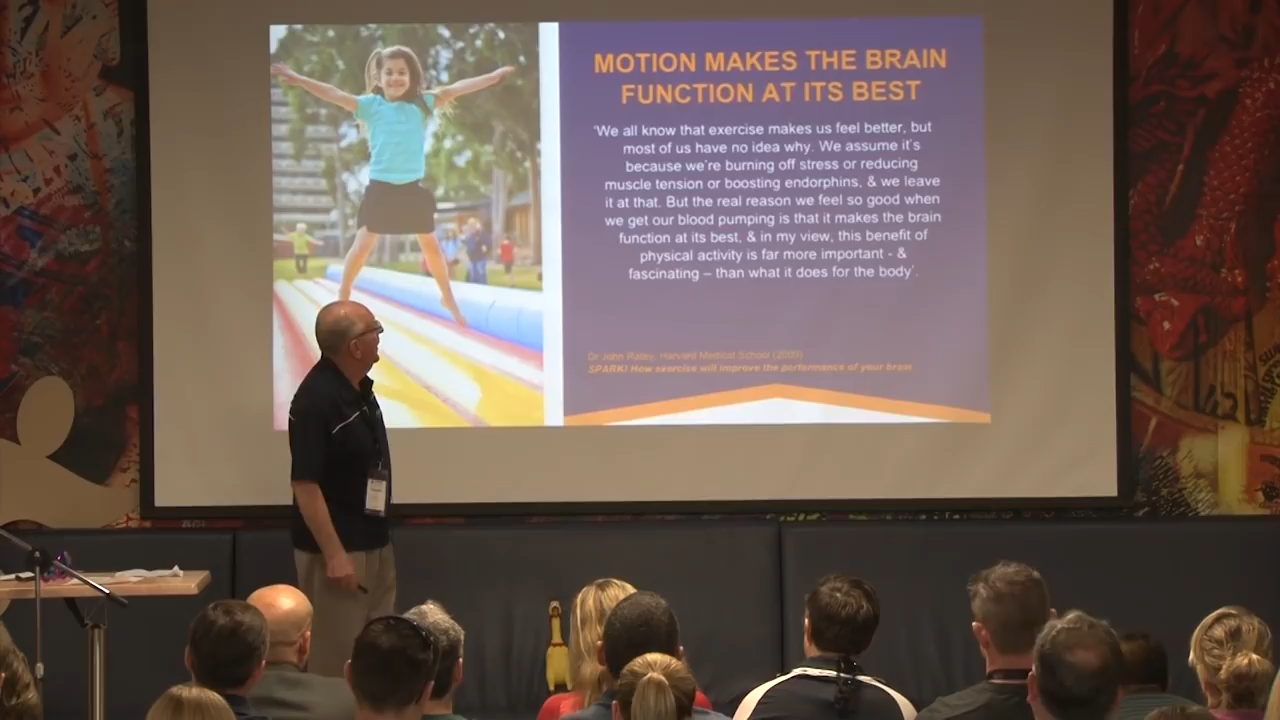 MOTION MAKES THE BRAIN
FUNCTION AT ITS BEST
'We all know that exercise makes us feel better, but
most of us have no idea why. We assume it's
because we're burning off stress or reducing
muscle tension or boosting endorphins, & we leave
it at that. But the real reason we feel so good when
we get our blood pumping is that it makes the brain
function at its best, & in my view, this benefit of
physical activity is far more important - &
fascinating – than what it does for the body'.
Dr John Ratey, Harvard Medical School
SPARK! How exercise will improve the performance of your brain